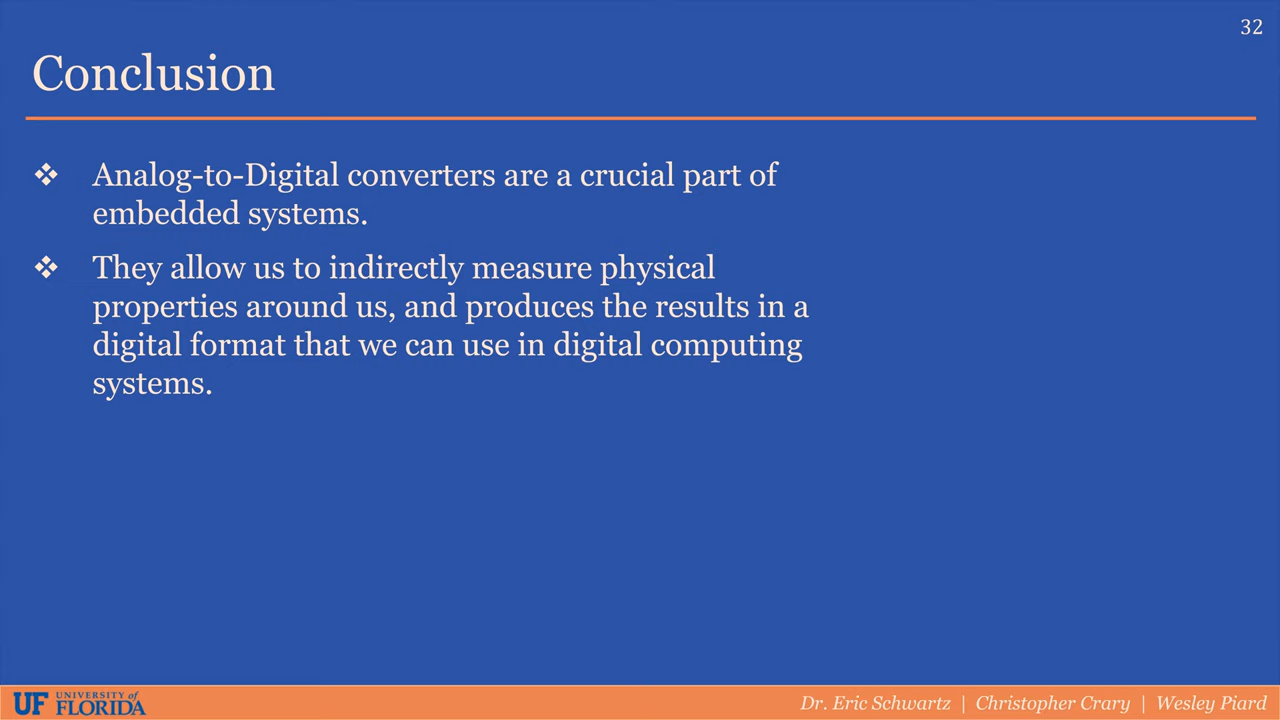 32
Conclusion
❖ Analog-to-Digital converters are a crucial part of
embedded systems.
❖ They allow us to indirectly measure physical
properties around us, and produces the results in a
digital format that we can use in digital computing
systems.
UF UNIVERSITY of
FLORIDA
Dr. Eric Schwartz | Christopher Crary | Wesley Piard